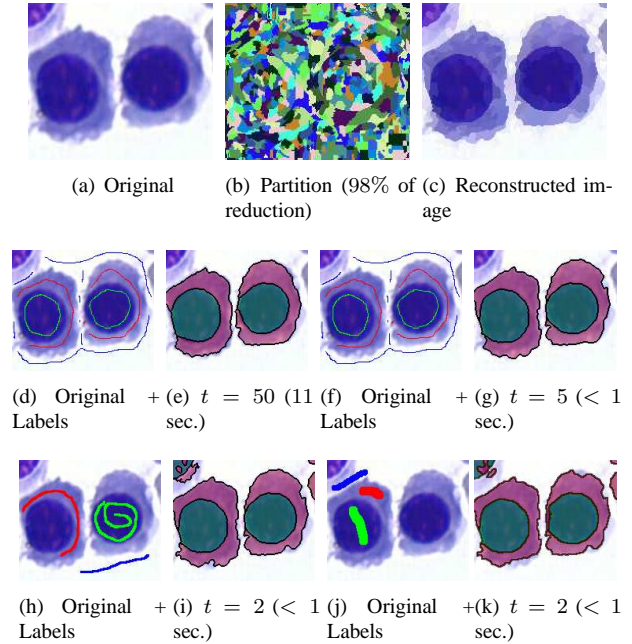 (a) Original
(b) Partition (98% of
reduction)
(c) Reconstructed im-
age
(d) Original +
Labels
(e) t = 50 (11
sec.)
(f) Original +
Labels
(g) t = 5 (< 1
sec.)
(h) Original +
Labels
(i) t = 2 (< 1
sec.)
(j) Original +
Labels
(k) t = 2 (< 1
sec.)